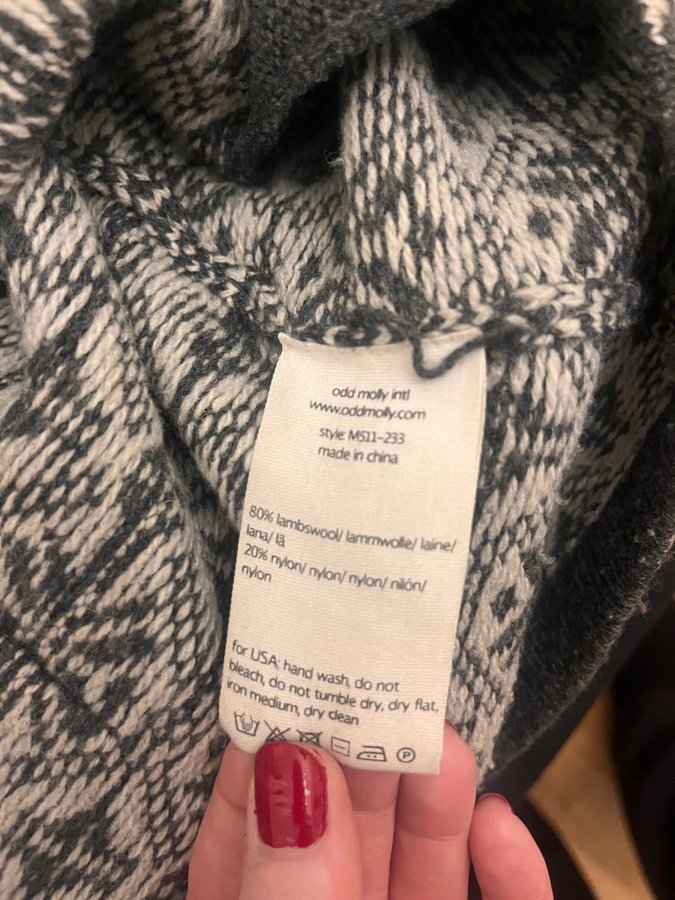 odd molly intl
www.oddmolly.com
style: MS11-233
made in china
80% lambswool/ lammwolle/ laine/
lana/ lã
20% nylon/ nylon/ nylon/ nilón/
nylon
for USA: hand wash, do not
bleach, do not tumble dry, dry flat,
iron medium, dry clean
P